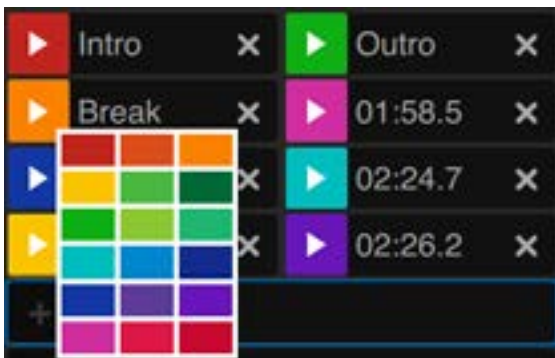 Intro × Outro ×
Break × 01:58.5 ×
× 02:24.7 ×
× 02:26.2 ×
+